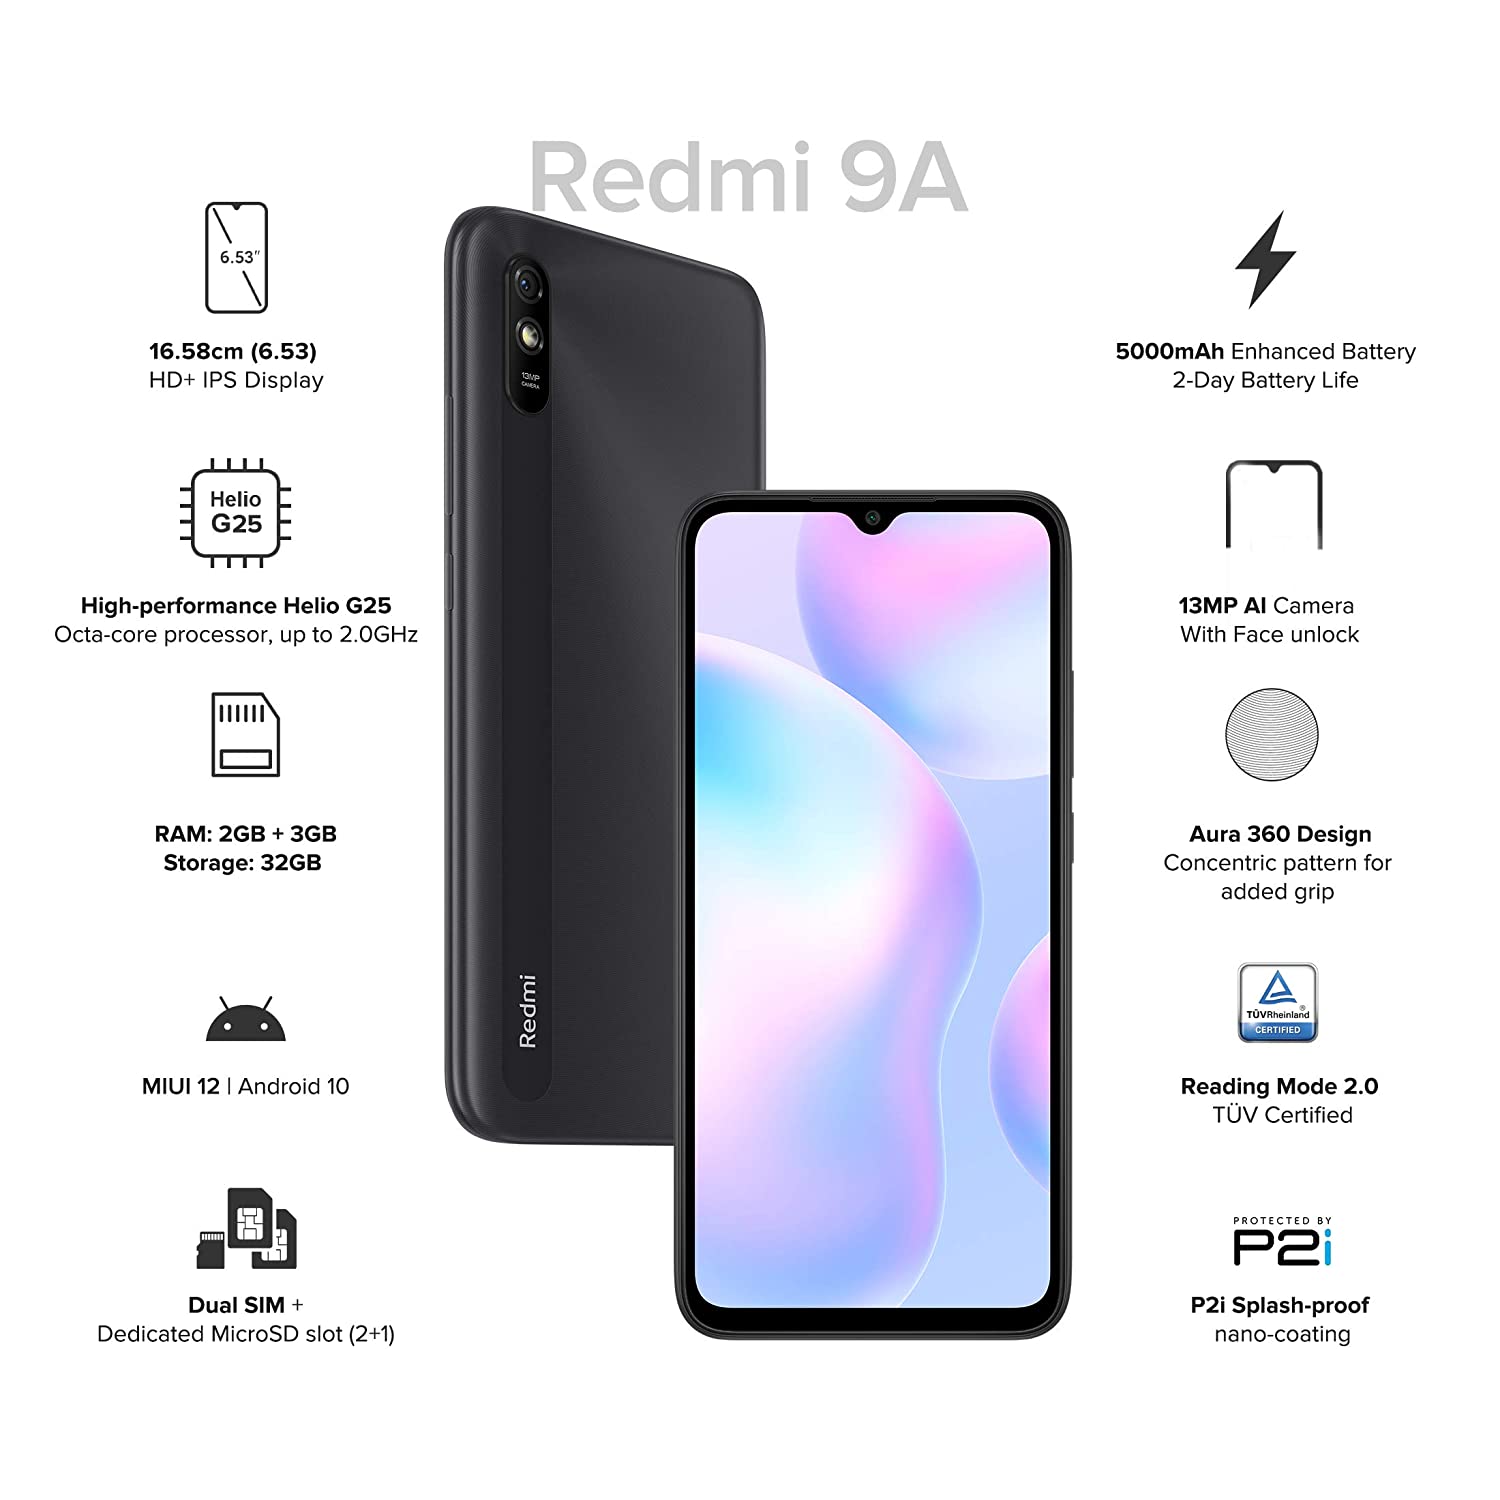 Redmi 9A
6.53"
16.58cm (6.53)
HD+ IPS Display
Helio
G25
High-performance Helio G25
Octa-core processor, up to 2.0GHz
RAM: 2GB + 3GB
Storage: 32GB
MIUI 12 | Android 10
Dual SIM +
Dedicated MicroSD slot (2+1)
13MP
CAMERA
Redmi
5000mAh Enhanced Battery
2-Day Battery Life
13MP AI Camera
With Face unlock
Aura 360 Design
Concentric pattern for
added grip
TÜVRheinland®
CERTIFIED
Reading Mode 2.0
TÜV Certified
PROTECTED BY
P2i
P2i Splash-proof
nano-coating